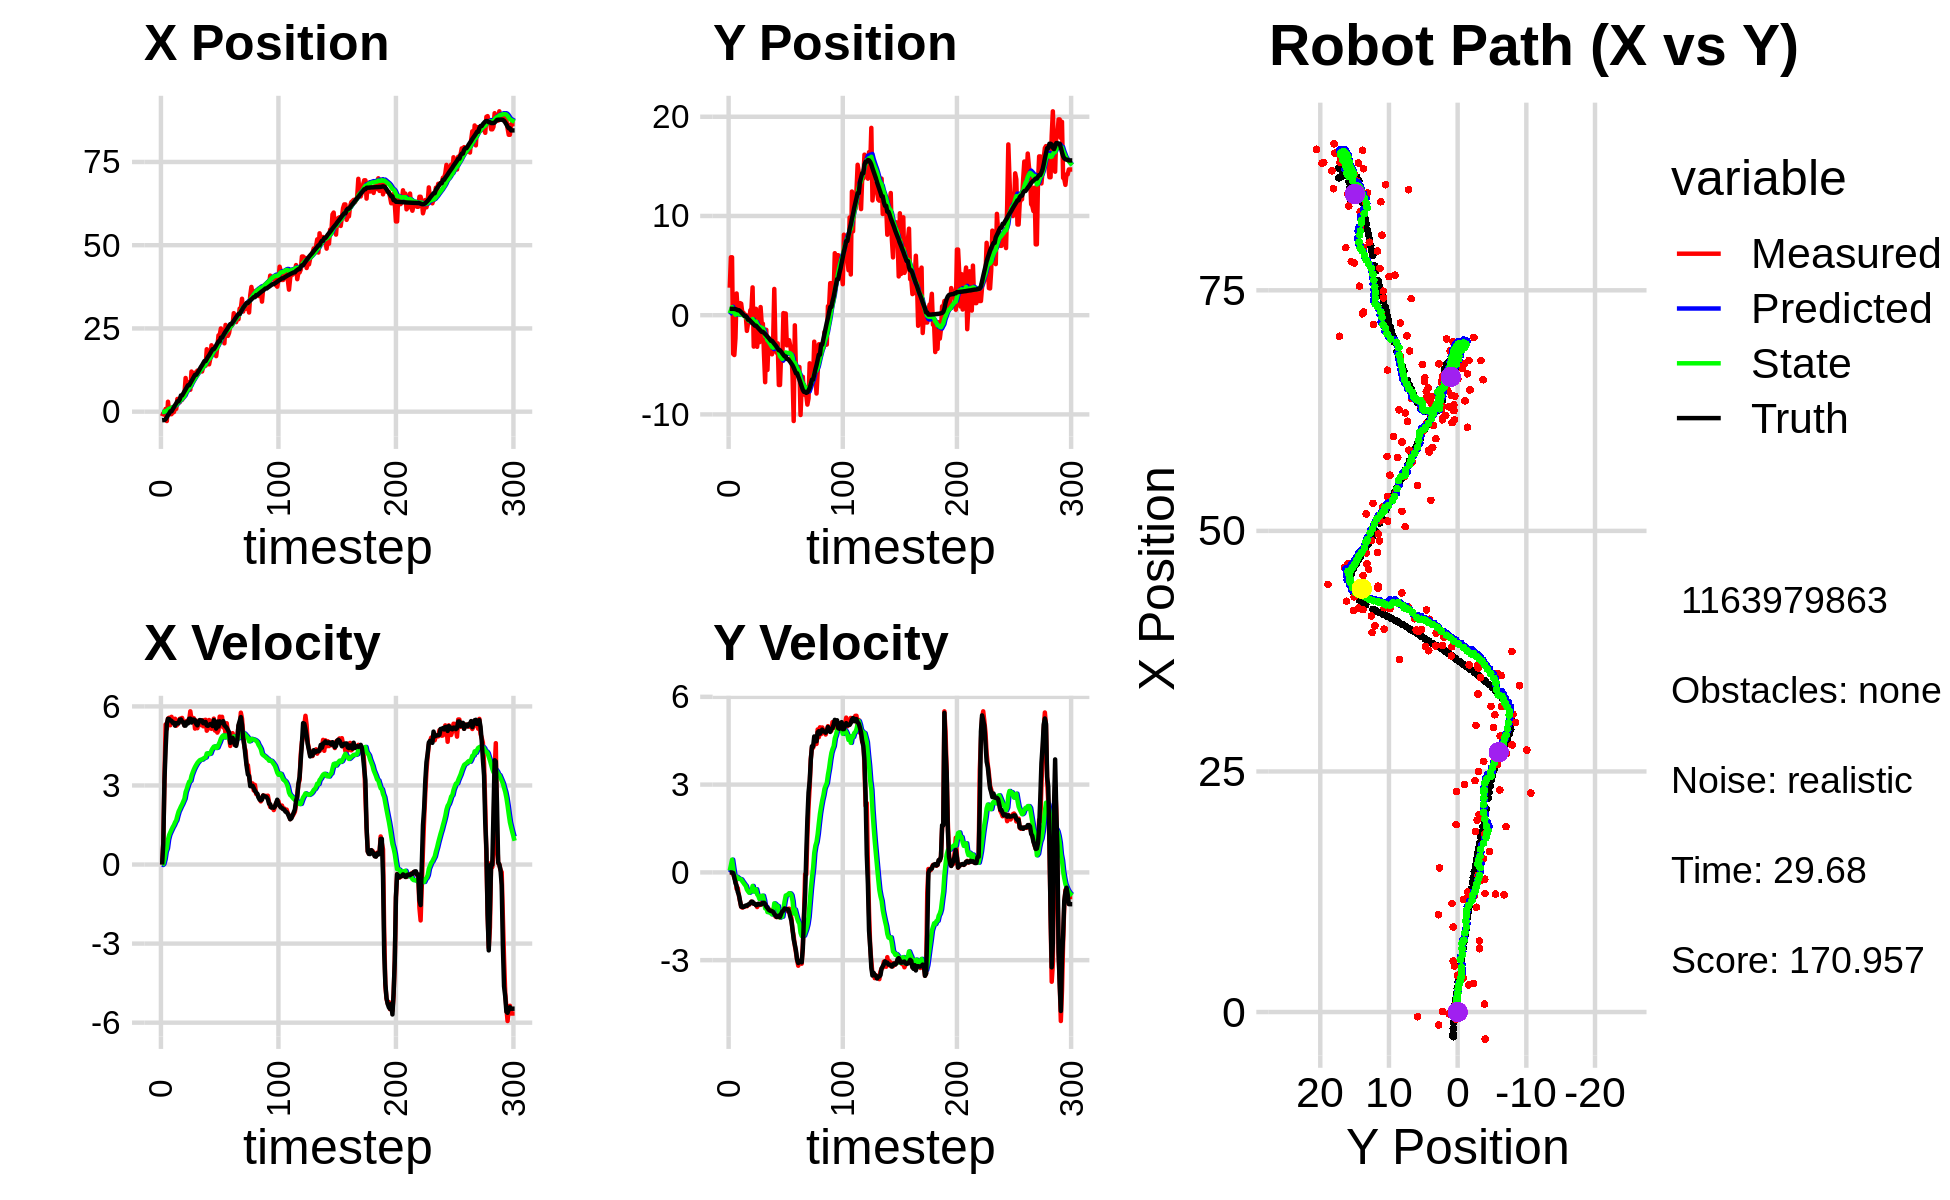 X Position
75
50
25
0
0
100
200
300
timestep
Y Position
20
10
0
-10
0
100
200
300
timestep
X Velocity
6
3
0
-3
-6
0
100
200
300
timestep
Y Velocity
6
3
0
-3
0
100
200
300
timestep
Robot Path (X vs Y)
X Position
75
50
25
0
20 10 0 -10 -20
Y Position
variable
Measured
Predicted
State
Truth
1163979863
Obstacles: none
Noise: realistic
Time: 29.68
Score: 170.957